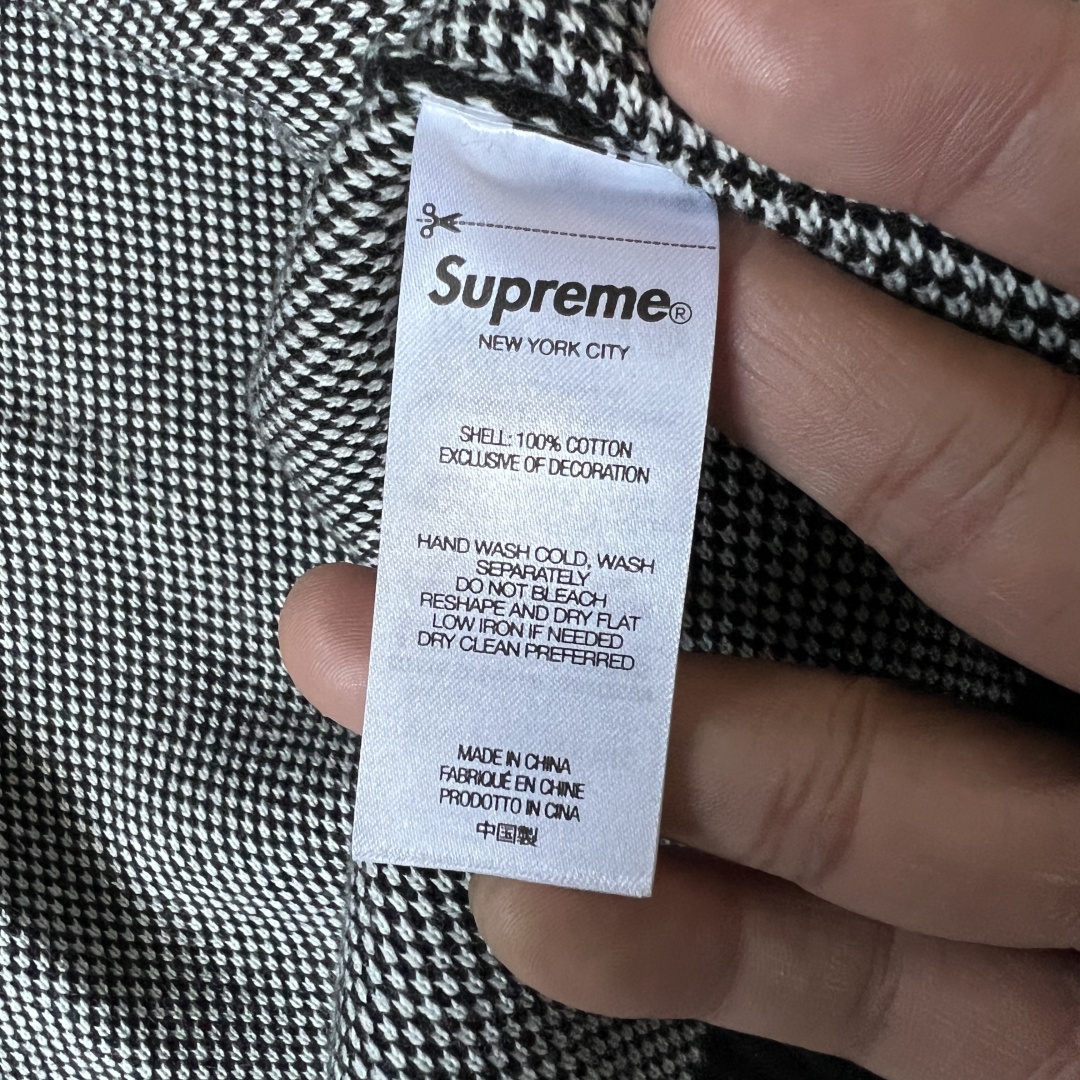 Supreme®
NEW YORK CITY
SHELL: 100% COTTON
EXCLUSIVE OF DECORATION
HAND WASH COLD, WASH
SEPARATELY
DO NOT BLEACH
RESHAPE AND DRY FLAT
LOW IRON IF NEEDED
DRY CLEAN PREFERRED
MADE IN CHINA
FABRIQUÉ EN CHINE
PRODOTTO IN CINA
中国製